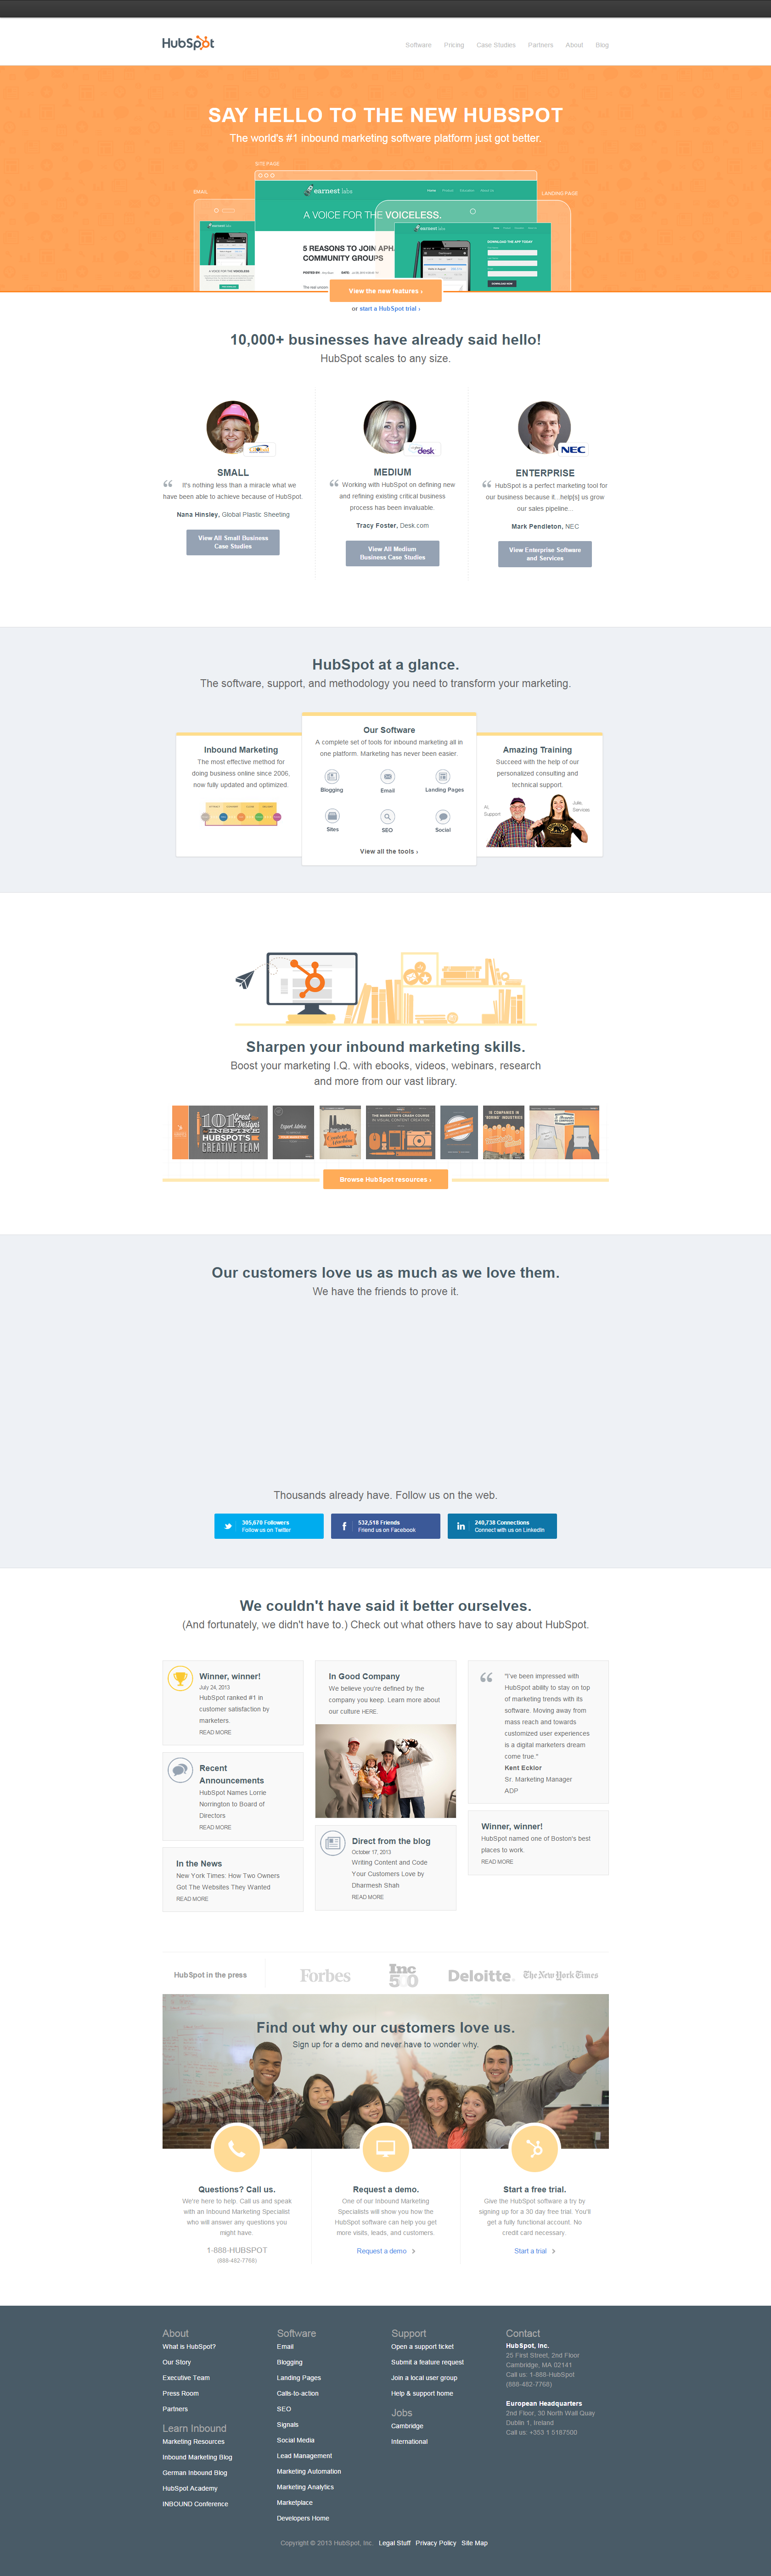 HubSpot
Software Pricing Case Studies Partners About Blog
SAY HELLO TO THE NEW HUBSPOT
The world's #1 inbound marketing software platform just got better.
SITE PAGE
EMAIL
LANDING PAGE
earnest labs
A VOICE FOR THE VOICELESS.
5 REASONS TO JOIN APH
COMMUNITY GROUPS
DOWNLOAD THE APP TODAY
View the new features ›
or start a HubSpot trial ›
10,000+ businesses have already said hello!
HubSpot scales to any size.
desk
NEC
SMALL
It's nothing less than a miracle what we
have been able to achieve because of HubSpot.
Nana Hinsley, Global Plastic Sheeting
View All Small Business
Case Studies
MEDIUM
Working with HubSpot on defining new
and refining existing critical business
process has been invaluable.
Tracy Foster, Desk.com
View All Medium
Business Case Studies
ENTERPRISE
HubSpot is a perfect marketing tool for
our business because it...help[s] us grow
our sales pipeline...
Mark Pendleton, NEC
View Enterprise Software
and Services
HubSpot at a glance.
The software, support, and methodology you need to transform your marketing.
Inbound Marketing
The most effective method for
doing business online since 2006,
now fully updated and optimized.
Our Software
A complete set of tools for inbound marketing all in
one platform. Marketing has never been easier.
Blogging Email Landing Pages
Sites SEO Social
View all the tools ›
Amazing Training
Succeed with the help of our
personalized consulting and
technical support.
AL
Support
Julie,
Services
Sharpen your inbound marketing skills.
Boost your marketing I.Q. with ebooks, videos, webinars, research
and more from our vast library.
101 Great
Designs
to INSPIRE
HUBSPOT'S
CREATIVE TEAM
Expert Advice
THE MARKETER'S CRASH COURSE
IN VISUAL CONTENT CREATION
10 COMPANIES IN
'BORING' INDUSTRIES
Browse HubSpot resources ›
Our customers love us as much as we love them.
We have the friends to prove it.
Thousands already have. Follow us on the web.
305,679 Followers
Follow us on Twitter
532,518 Friends
Friend us on Facebook
240,738 Connections
Connect with us on LinkedIn
We couldn't have said it better ourselves.
(And fortunately, we didn't have to.) Check out what others have to say about HubSpot.
Winner, winner!
July 24, 2013
HubSpot ranked #1 in
customer satisfaction by
marketers.
READ MORE
Recent
Announcements
HubSpot Names Lorrie
Norrington to Board of
Directors
READ MORE
In the News
New York Times: How Two Owners
Got The Websites They Wanted
READ MORE
In Good Company
We believe you're defined by the
company you keep. Learn more about
our culture HERE.
Direct from the blog
October 17, 2013
Writing Content and Code
Your Customers Love by
Dharmesh Shah
READ MORE
"I've been impressed with
HubSpot ability to stay on top
of marketing trends with its
software. Moving away from
mass reach and towards
customized user experiences
is a digital marketers dream
come true."
Kent Ecklor
Sr. Marketing Manager
ADP
Winner, winner!
HubSpot named one of Boston's best
places to work
READ MORE
HubSpot in the press
Forbes
Inc
500
Deloitte.
The New York Times
Find out why our customers love us.
Sign up for a demo and never have to wonder why.
Questions? Call us.
We're here to help. Call us and speak
with an Inbound Marketing Specialist
who will answer any questions you
might have.
1-888-HUBSPOT
(888-482-7768)
Request a demo.
One of our Inbound Marketing
Specialists will show you how the
HubSpot software can help you get
more visits, leads, and customers.
Request a demo ›
Start a free trial.
Give the HubSpot software a try by
signing up for a 30 day free trial. You'll
get a fully functional account. No
credit card necessary.
Start a trial ›
About
What is HubSpot?
Our Story
Executive Team
Press Room
Partners
Learn Inbound
Marketing Resources
Inbound Marketing Blog
German Inbound Blog
HubSpot Academy
INBOUND Conference
Software
Email
Blogging
Landing Pages
Calls-to-action
SEO
Signals
Social Media
Lead Management
Marketing Automation
Marketing Analytics
Marketplace
Developers Home
Support
Open a support ticket
Submit a feature request
Join a local user group
Help & support home
Jobs
Cambridge
International
Contact
HubSpot, Inc.
25 First Street, 2nd Floor
Cambridge, MA 02141
Call us: 1-888-HubSpot
(888-482-7768)
European Headquarters
2nd Floor, 30 North Wall Quay
Dublin 1, Ireland
Call us: +353 1 5187500
Copyright © 2013 HubSpot, Inc. Legal Stuff Privacy Policy Site Map